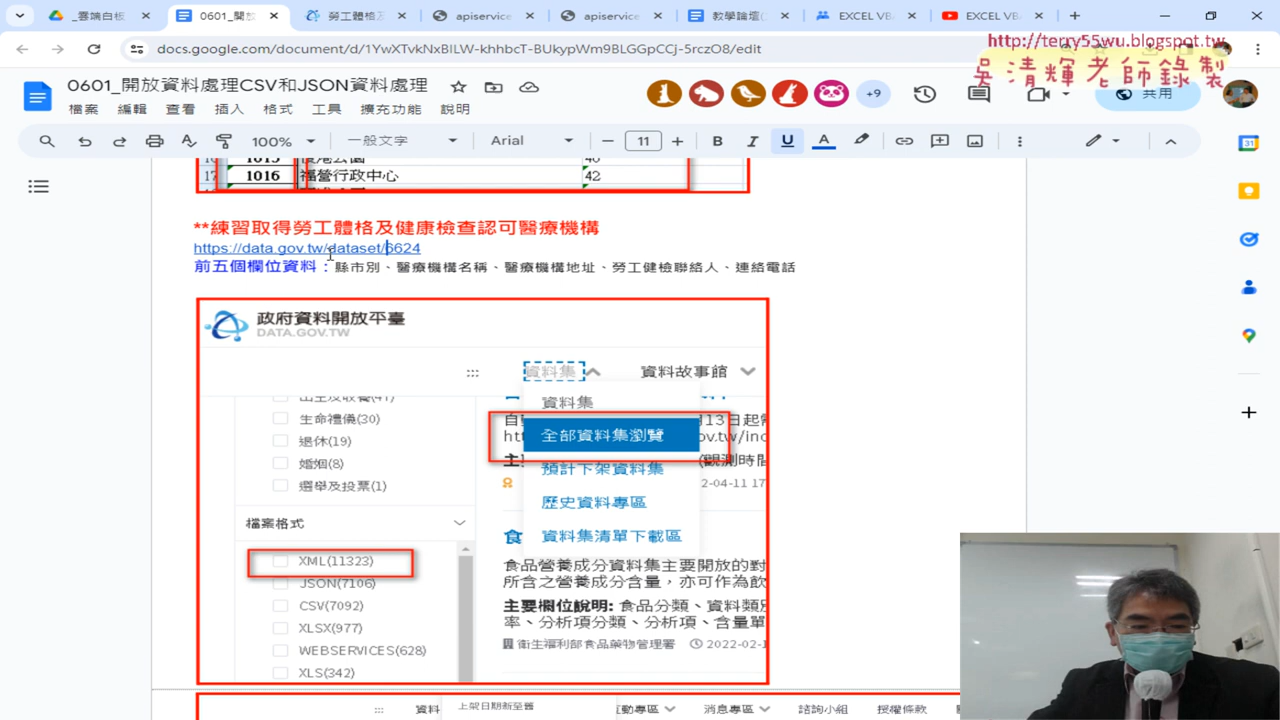 _雲端白板
0601_開放
勞工體格及
apiservice
apiservice
教學論壇(
EXCEL VB
EXCEL VB
docs.google.com/document/d/1YwXTvkNxBILW-khhbcT-BUkypWm9BLGGpCCj-5rczO8/edit
http://terry55wu.blogspot.tw
吳清輝老師錄製
0601_開放資料處理CSV和JSON資料處理
檔案 編輯 查看 插入 格式 工具 擴充功能 說明
+9
共用
100%
一般文字
Arial
11
B I U A
17 1016 福營行政中心 42
**練習取得勞工體格及健康檢查認可醫療機構
https://data.gov.tw/dataset/6624
前五個欄位資料：縣市別、醫療機構名稱、醫療機構地址、勞工健檢聯絡人、連絡電話
政府資料開放平臺
DATA.GOV.TW
資料集
資料故事館
資料集
全部資料集瀏覽
預計下架資料集
歷史資料專區
資料集清單下載區
生命禮儀(30)
退休(19)
婚姻(8)
選舉及投票(1)
檔案格式
XML(11323)
JSON(7106)
CSV(7092)
XLSX(977)
WEBSERVICES(628)
XLS(342)
食品營養成分資料集主要開放的對
所含之營養成分含量，亦可作為飲
主要欄位說明: 食品分類、資料類別
率、分析項分類、分析項、含量單
衛生福利部食品藥物管理署 2022-02-1
上架日期新至舊
互動專區
消息專區
諮詢小組
授權條款